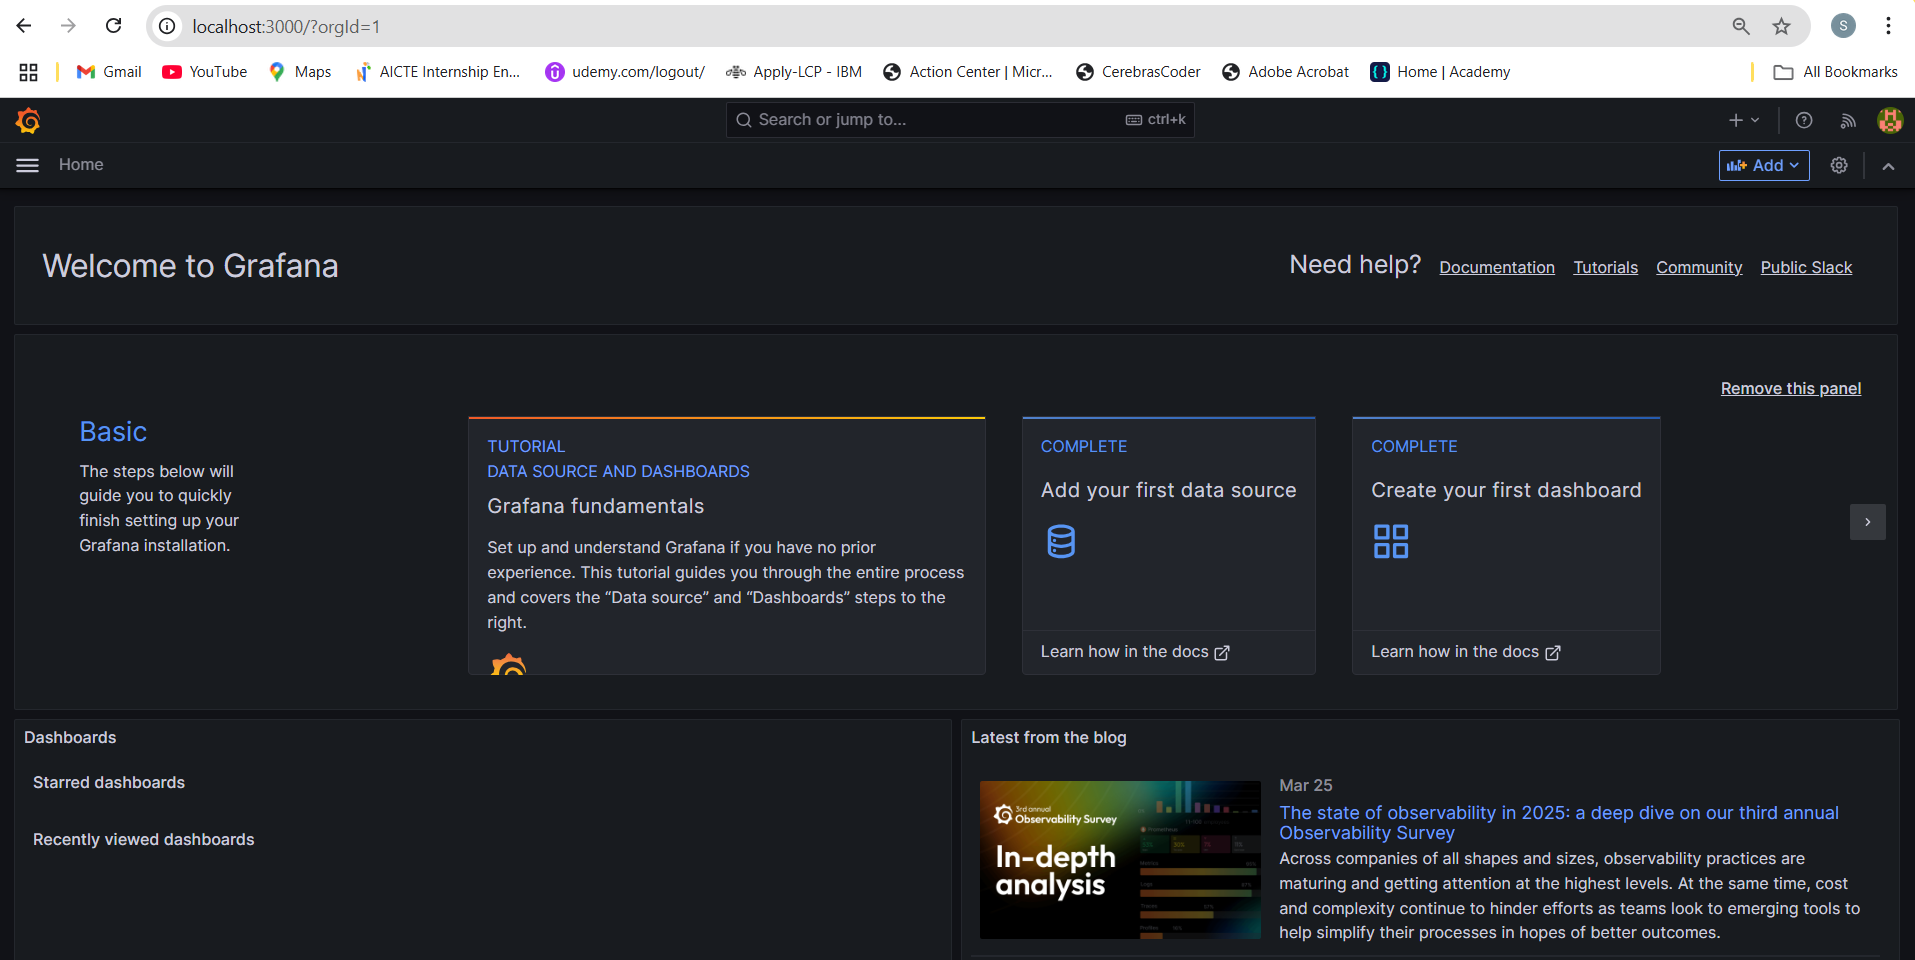 localhost:3000/?orgId=1
S
Gmail
YouTube
Maps
AICTE Internship En...
udemy.com/logout/
Apply-LCP - IBM
Action Center | Micr...
CerebrasCoder
Adobe Acrobat
Home | Academy
All Bookmarks
Search or jump to...
ctrl+k
Home
Add
Welcome to Grafana
Need help?
Documentation
Tutorials
Community
Public Slack
Remove this panel
Basic
The steps below will
guide you to quickly
finish setting up your
Grafana installation.
TUTORIAL
DATA SOURCE AND DASHBOARDS
Grafana fundamentals
Set up and understand Grafana if you have no prior
experience. This tutorial guides you through the entire process
and covers the “Data source” and “Dashboards” steps to the
right.
COMPLETE
Add your first data source
Learn how in the docs
COMPLETE
Create your first dashboard
Learn how in the docs
Dashboards
Starred dashboards
Recently viewed dashboards
Latest from the blog
3rd annual
Observability Survey
In-depth
analysis
Mar 25
The state of observability in 2025: a deep dive on our third annual
Observability Survey
Across companies of all shapes and sizes, observability practices are
maturing and getting attention at the highest levels. At the same time, cost
and complexity continue to hinder efforts as teams look to emerging tools to
help simplify their processes in hopes of better outcomes.